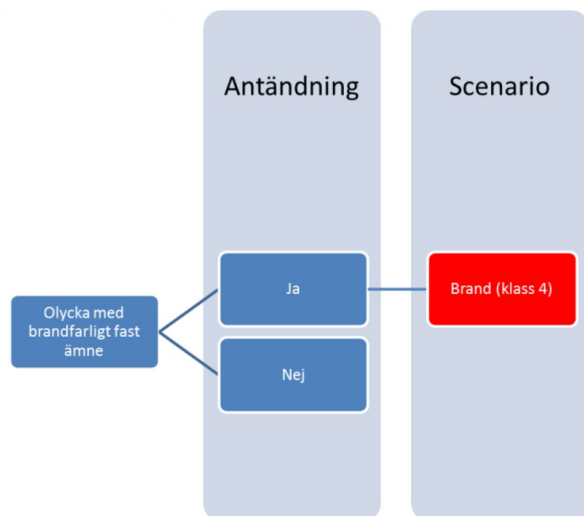 Antändning
Scenario
Olycka med
brandfarligt fast
ämne
Ja
Brand (klass 4)
Nej